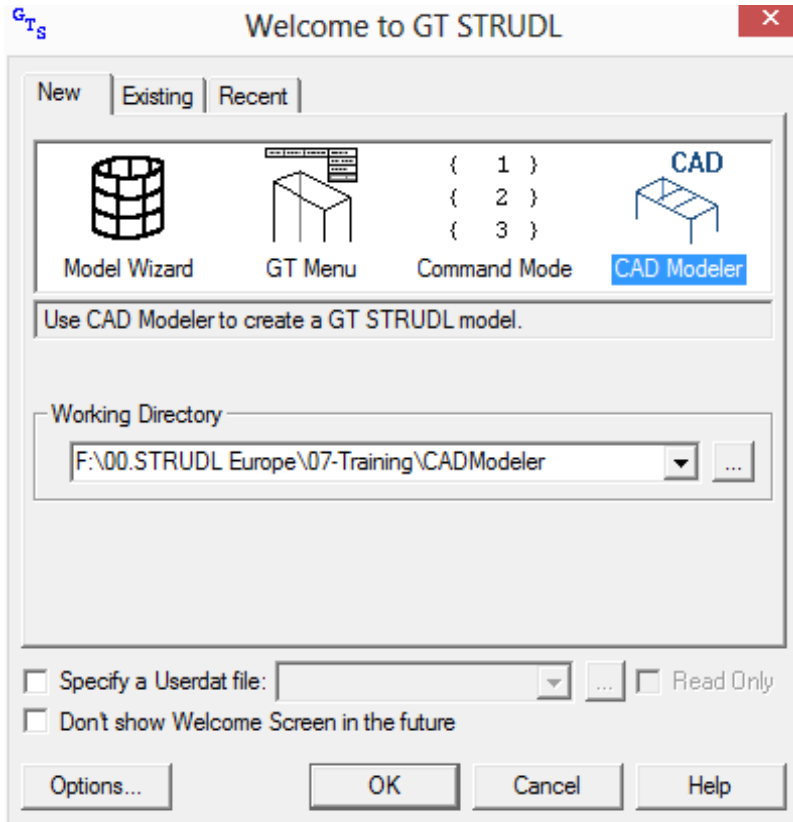 GTS
Welcome to GT STRUDL
New Existing Recent
{ 1 }
{ 2 }
{ 3 }
CAD
Model Wizard GT Menu Command Mode CAD Modeler
Use CAD Modeler to create a GT STRUDL model.
Working Directory
F:\00.STRUDL Europe\07-Training\CADModeler ...
Specify a Userdat file: ... Read Only
Don't show Welcome Screen in the future
Options... OK Cancel Help